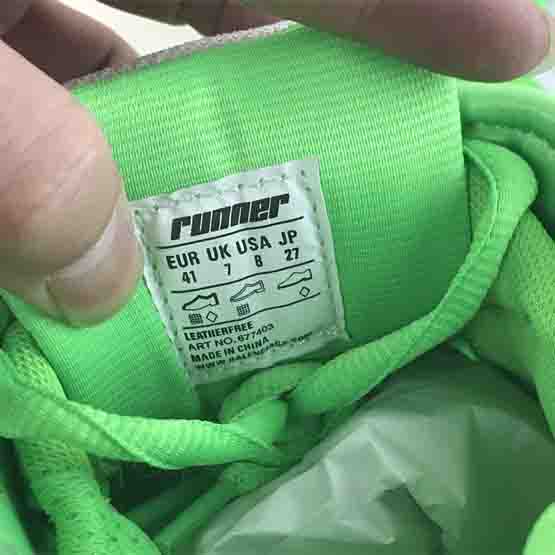 runner
EUR UK USA JP
41 7 8 27
LEATHERFREE
ART NO. 677403
MADE IN CHINA